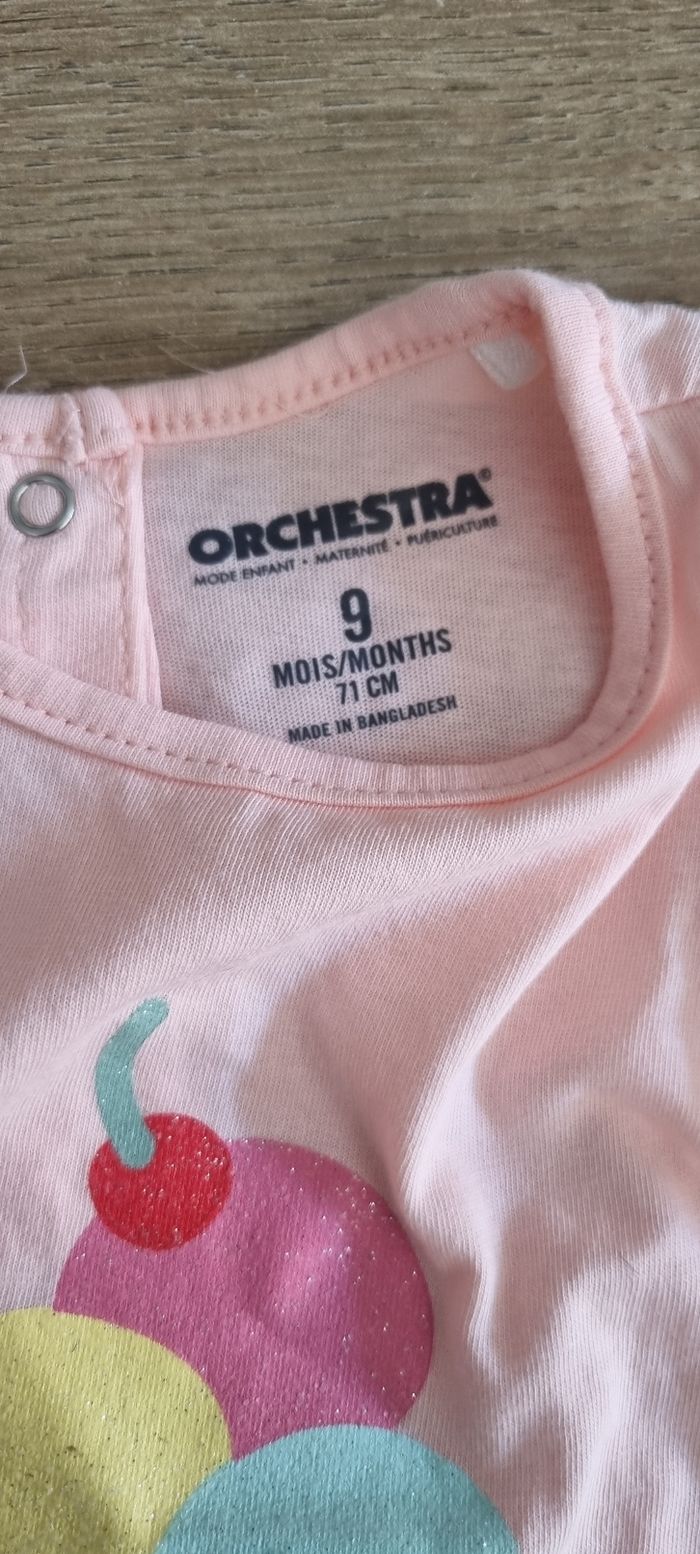 ORCHESTRA®
MODE ENFANT • MATERNITÉ • PUÉRICULTURE
9
MOIS/MONTHS
71 CM
MADE IN BANGLADESH